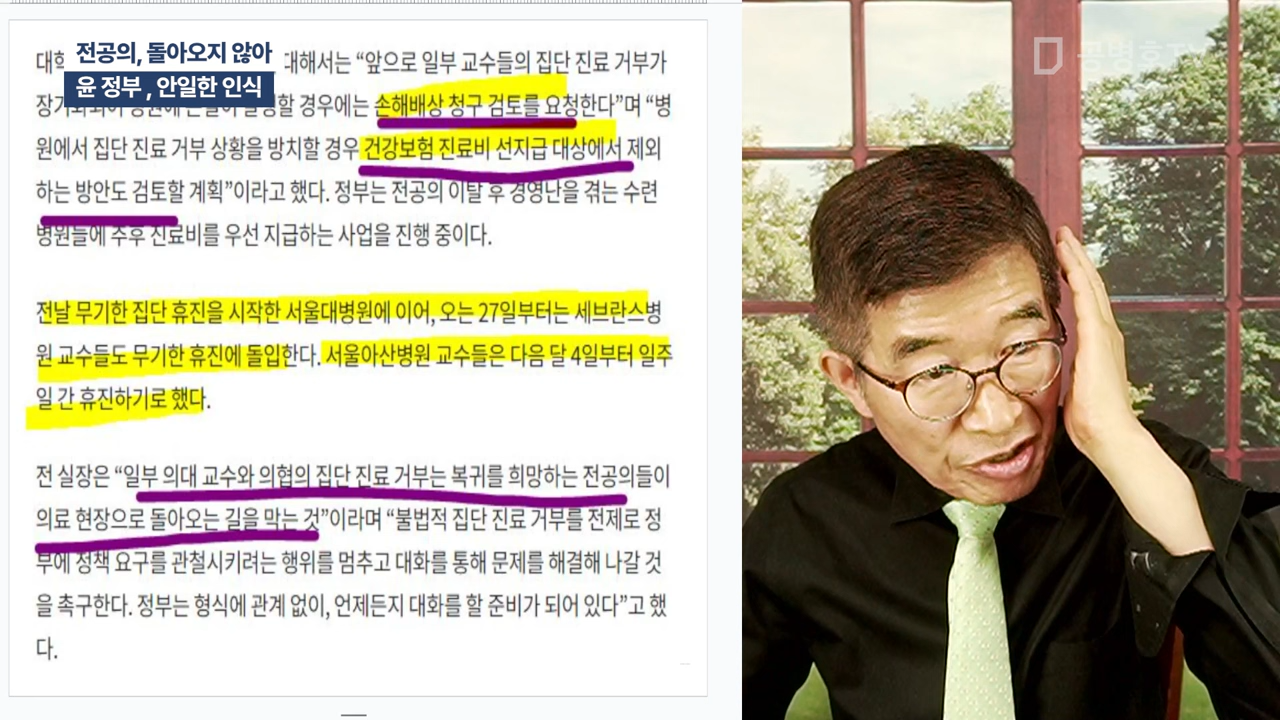 전공의, 돌아오지 않아
윤 정부 , 안일한 인식
대해서는 “앞으로 일부 교수들의 집단 진료 거부가
경우에는 손해배상 청구 검토를 요청한다”며 “병
원에서 집단 진료 거부 상황을 방치할 경우 건강보험 진료비 선지급 대상에서 제외
하는 방안도 검토할 계획”이라고 했다. 정부는 전공의 이탈 후 경영난을 겪는 수련
병원들에 추후 진료비를 우선 지급하는 사업을 진행 중이다.
전날 무기한 집단 휴진을 시작한 서울대병원에 이어, 오는 27일부터는 세브란스병
원 교수들도 무기한 휴진에 돌입한다. 서울아산병원 교수들은 다음 달 4일부터 일주
일 간 휴진하기로 했다.
전 실장은 “일부 의대 교수와 의협의 집단 진료 거부는 복귀를 희망하는 전공의들이
의료 현장으로 돌아오는 길을 막는 것”이라며 “불법적 집단 진료 거부를 전제로 정
부에 정책 요구를 관철시키려는 행위를 멈추고 대화를 통해 문제를 해결해 나갈 것
을 촉구한다. 정부는 형식에 관계 없이, 언제든지 대화를 할 준비가 되어 있다”고 했
다.